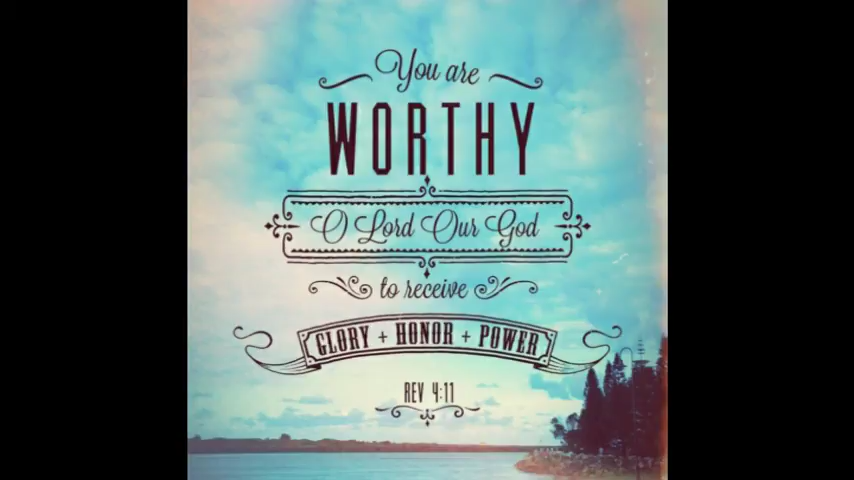 You are
WORTHY
O Lord Our God
to receive
GLORY + HONOR + POWER
REV 4:11